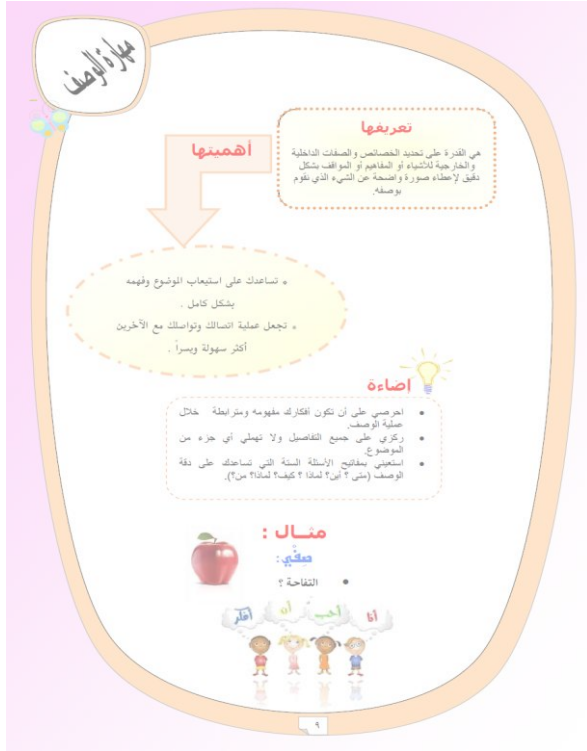 مهارة الوصف
تعريفها
هي القدرة على تحديد الخصائص والصفات الداخلية
والخارجية للأشياء أو المفاهيم أو المواقف بشكل
دقيق لإعطاء صورة واضحة عن الشيء الذي نقوم
بوصفه.
أهميتها
• تساعدك على استيعاب الموضوع وفهمه
بشكل كامل .
• تجعل عملية اتصالك وتواصلك مع الآخرين
أكثر سهولة ويسراً .
إضاءة
• احرصي على أن تكون أفكارك مفهومه ومترابطة خلال
عملية الوصف.
• ركزي على جميع التفاصيل ولا تهملي أي جزء من
الموضوع.
• استعيني بمفاتيح الأسئلة الستة التي تساعدك على دقة
الوصف (متى ؟ أين؟ لماذا ؟ كيف؟ لماذا؟ من؟).
مثــال :
صِفّي:
• التفاحة ؟
أنا أحب أن أفكر
٩